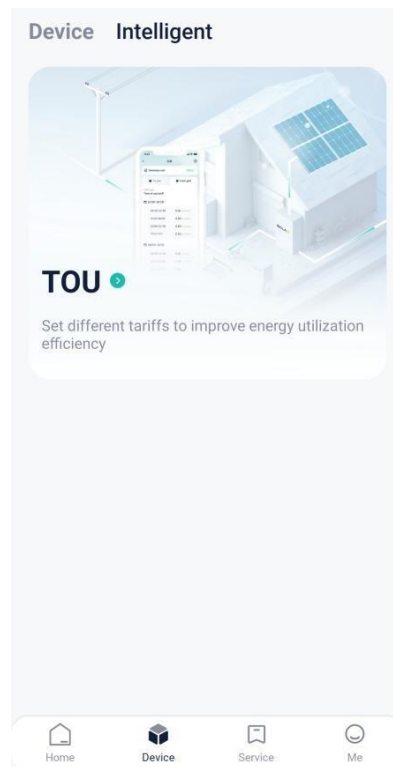 Device Intelligent
TOU
Set different tariffs to improve energy utilization
efficiency
Home Device Service Me